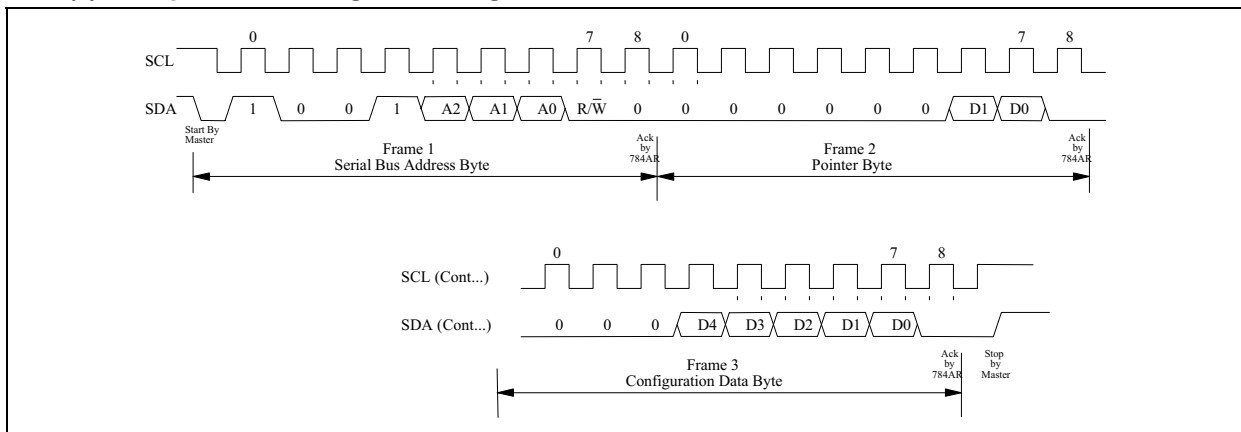 0 7 8 0 7 8
SCL
SDA 1 0 0 1 A2 A1 A0 R/W̅ 0 0 0 0 0 0 0 D1 D0
Start By
Master
Ack
by
784AR
Ack
by
784AR
Frame 1
Serial Bus Address Byte
Frame 2
Pointer Byte
0 7 8
SCL (Cont...)
SDA (Cont...) 0 0 0 D4 D3 D2 D1 D0
Ack
by
784AR
Stop
by
Master
Frame 3
Configuration Data Byte